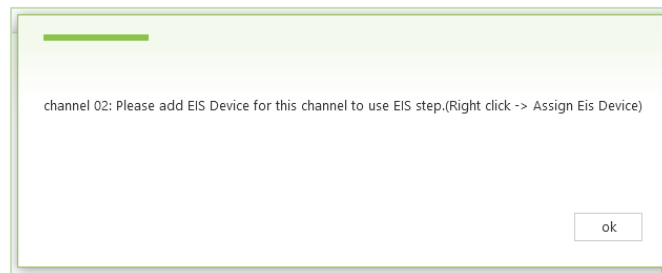 channel 02: Please add EIS Device for this channel to use EIS step.(Right click -> Assign Eis Device)
ok